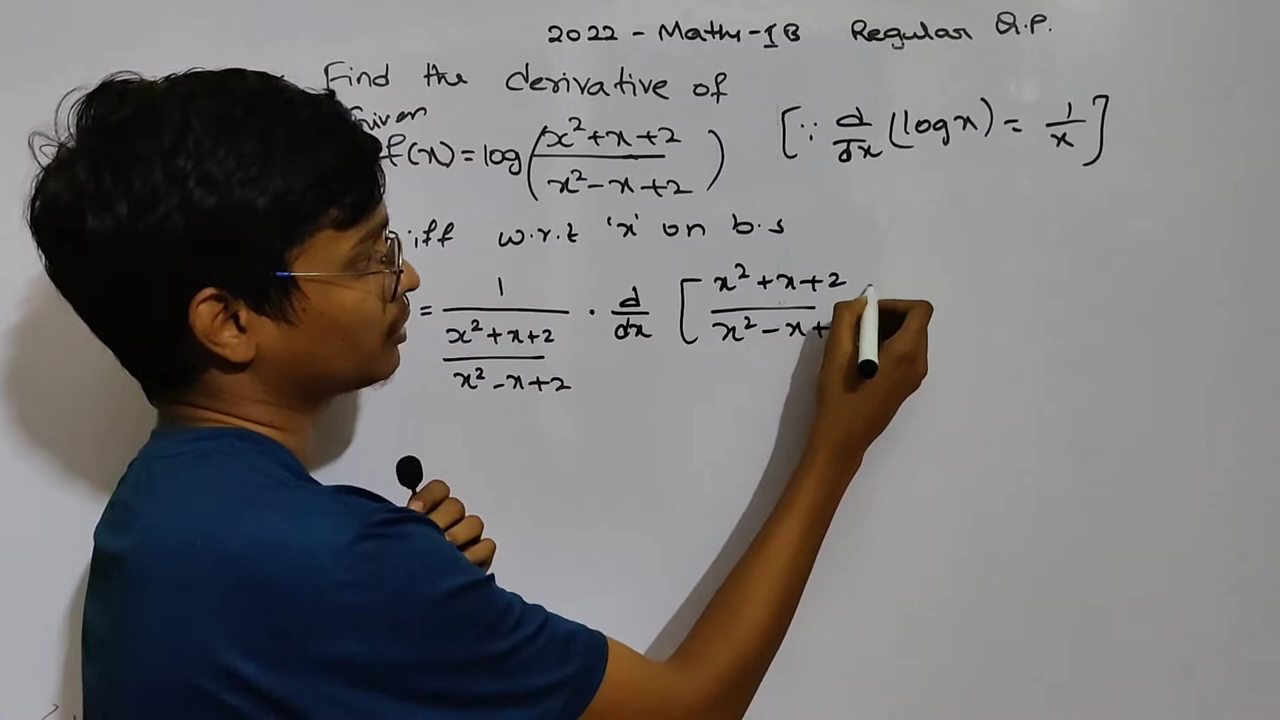 2022 - Maths-IB Regular Q.P.
Find the derivative of
f(x) = log((x²+x+2)/(x²-x+2)) [∵ d/dx (log x) = 1/x]
w.r.t 'x' on b.s
= 1/((x²+x+2)/(x²-x+2)) · d/dx [(x²+x+2)/(x²-x+